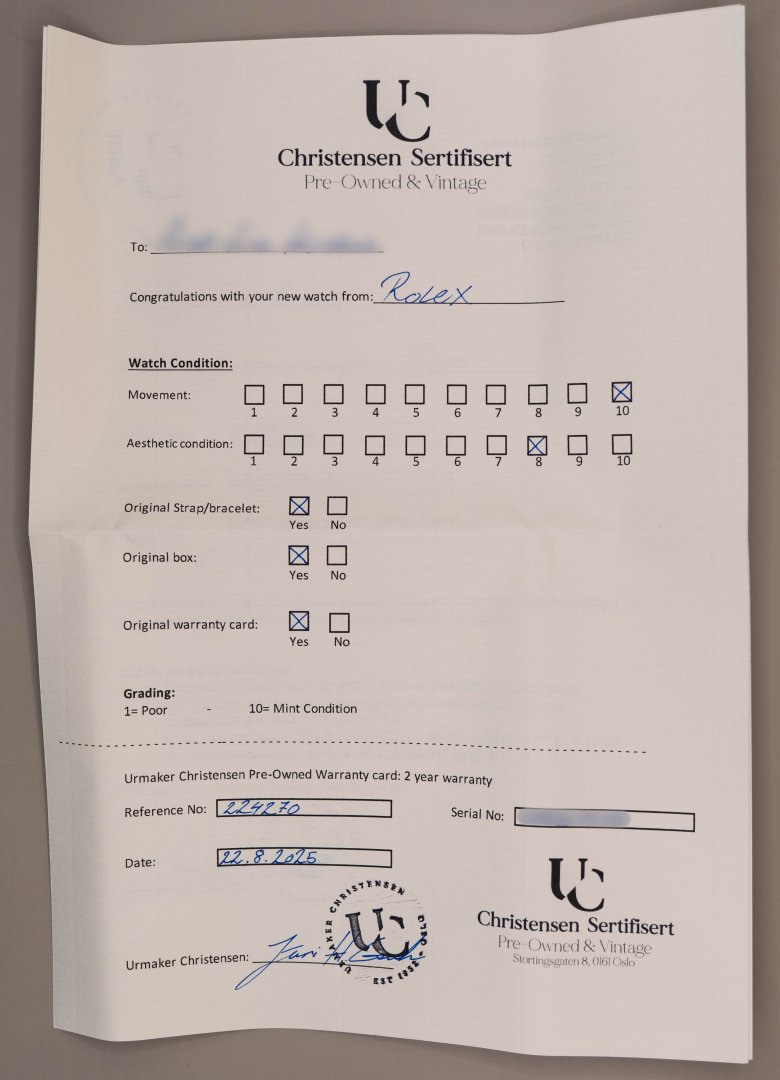 UC
Christensen Sertifisert
Pre-Owned & Vintage
To:
Congratulations with your new watch from: Rolex
Watch Condition:
Movement:
1 2 3 4 5 6 7 8 9 10
Aesthetic condition:
1 2 3 4 5 6 7 8 9 10
Original Strap/bracelet:
Yes No
Original box:
Yes No
Original warranty card:
Yes No
Grading:
1= Poor - 10= Mint Condition
Urmaker Christensen Pre-Owned Warranty card: 2 year warranty
Reference No: 224270
Serial No:
Date: 22.8.2025
Urmaker Christensen:
URMAKER CHRISTENSEN OSLO
UC
UC
Christensen Sertifisert
Pre-Owned & Vintage
Stortingsgaten 8, 0161 Oslo